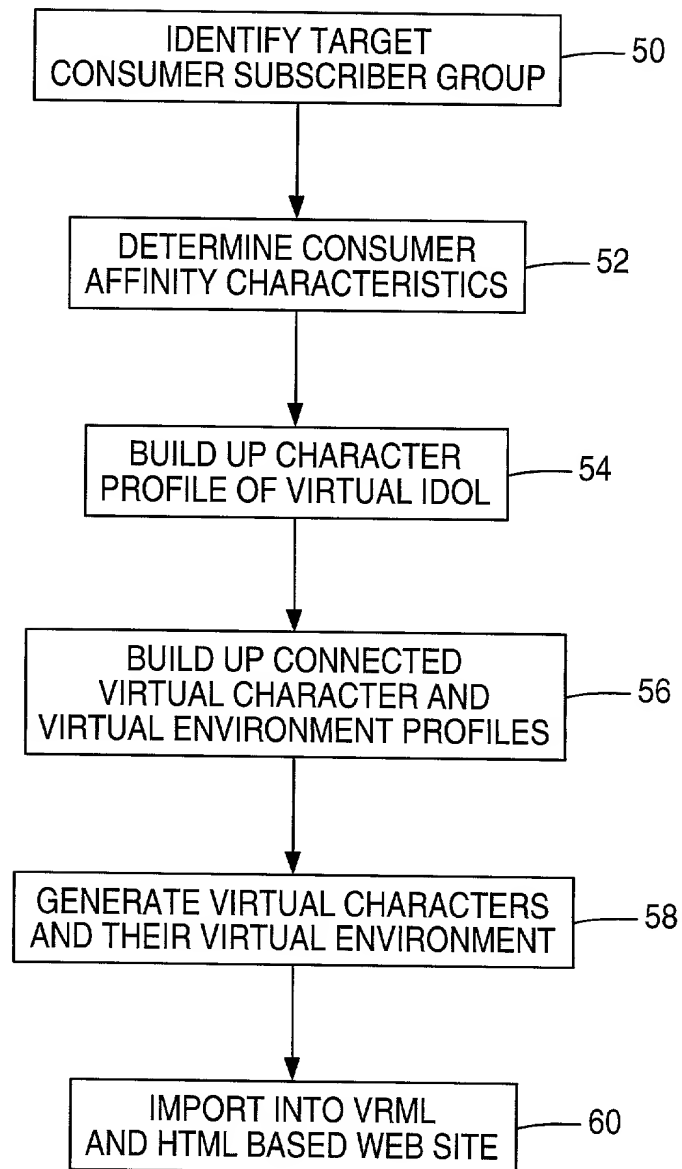 IDENTIFY TARGET
CONSUMER SUBSCRIBER GROUP
50
DETERMINE CONSUMER
AFFINITY CHARACTERISTICS
52
BUILD UP CHARACTER
PROFILE OF VIRTUAL IDOL
54
BUILD UP CONNECTED
VIRTUAL CHARACTER AND
VIRTUAL ENVIRONMENT PROFILES
56
GENERATE VIRTUAL CHARACTERS
AND THEIR VIRTUAL ENVIRONMENT
58
IMPORT INTO VRML
AND HTML BASED WEB SITE
60